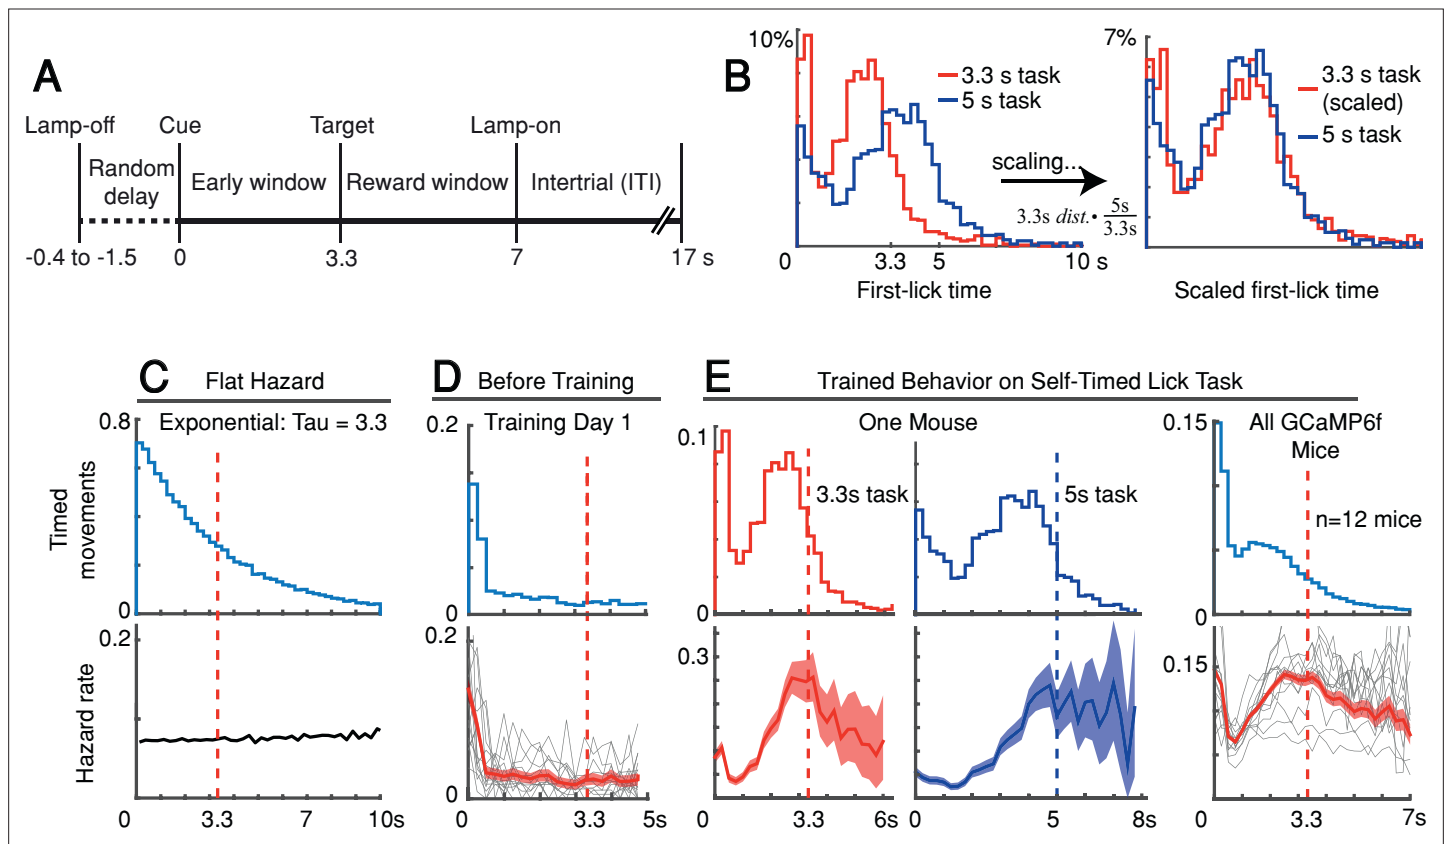 A
Lamp-off
Cue
Target
Lamp-on
Random
delay
Early window
Reward window
Intertrial (ITI)
-0.4 to -1.5
0
3.3
7
17 s
B
10%
3.3 s task
5 s task
0
3.3
5
10 s
First-lick time
scaling...
3.3s dist.• 5s
3.3s
7%
3.3 s task
(scaled)
5 s task
Scaled first-lick time
C
Flat Hazard
Exponential: Tau = 3.3
Timed
movements
0.8
0
Hazard rate
0.2
0
3.3
7
10s
D
Before Training
Training Day 1
0.2
0
0.2
0
0
3.3
5s
E
Trained Behavior on Self-Timed Lick Task
One Mouse
0.1
3.3s task
0
0.3
0
3.3
6s
5s task
0
5
8s
All GCaMP6f
Mice
0.15
n=12 mice
0
0.15
0
3.3
7s